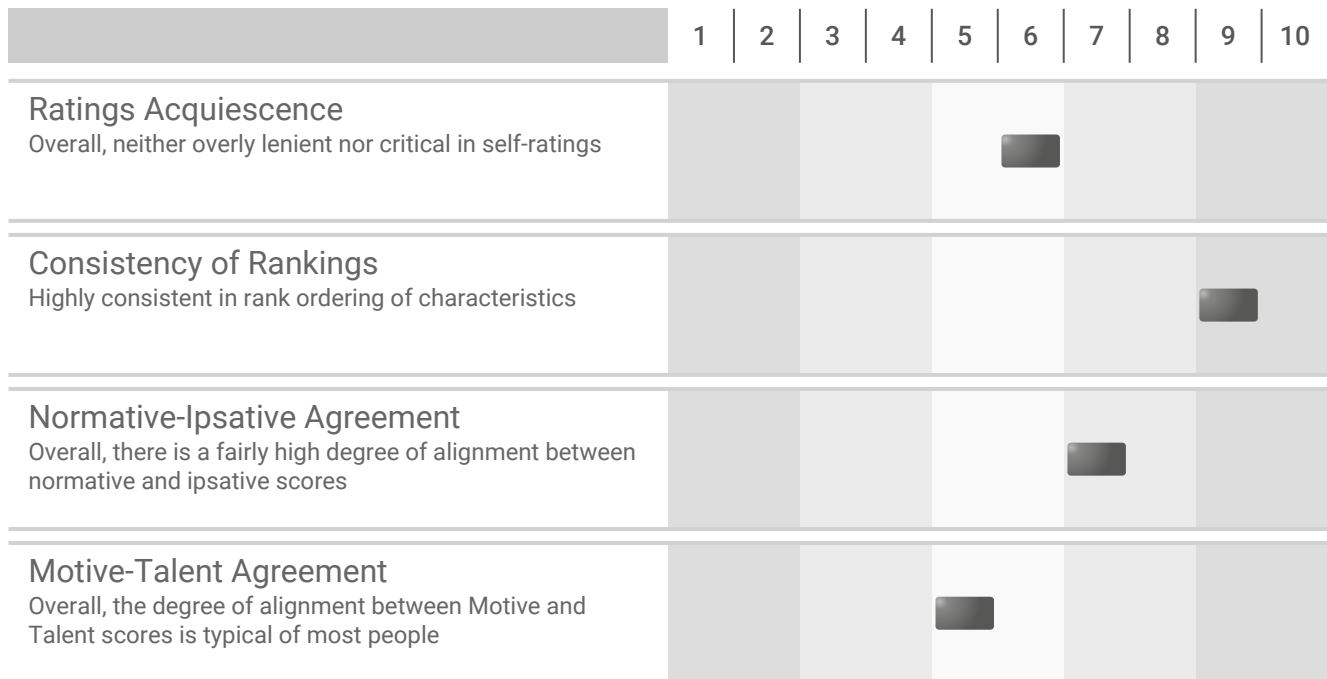 1 2 3 4 5 6 7 8 9 10
Ratings Acquiescence
Overall, neither overly lenient nor critical in self-ratings
Consistency of Rankings
Highly consistent in rank ordering of characteristics
Normative-Ipsative Agreement
Overall, there is a fairly high degree of alignment between
normative and ipsative scores
Motive-Talent Agreement
Overall, the degree of alignment between Motive and
Talent scores is typical of most people